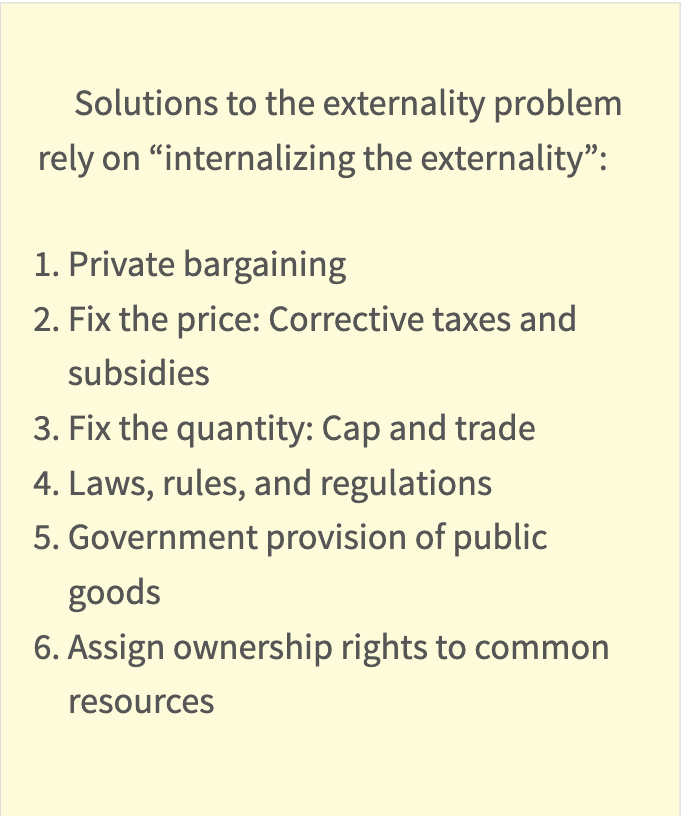 Solutions to the externality problem
rely on “internalizing the externality”:
1. Private bargaining
2. Fix the price: Corrective taxes and
subsidies
3. Fix the quantity: Cap and trade
4. Laws, rules, and regulations
5. Government provision of public
goods
6. Assign ownership rights to common
resources